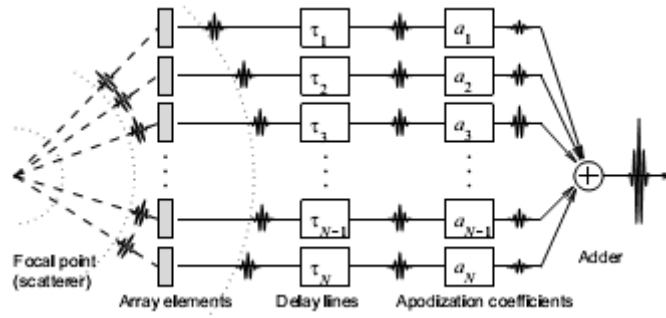 τ1 a1
τ2 a2
τ3 a3
τN-1 aN-1
τN aN
Focal point
(scatterer)
Array elements
Delay lines
Apodization coefficients
Adder